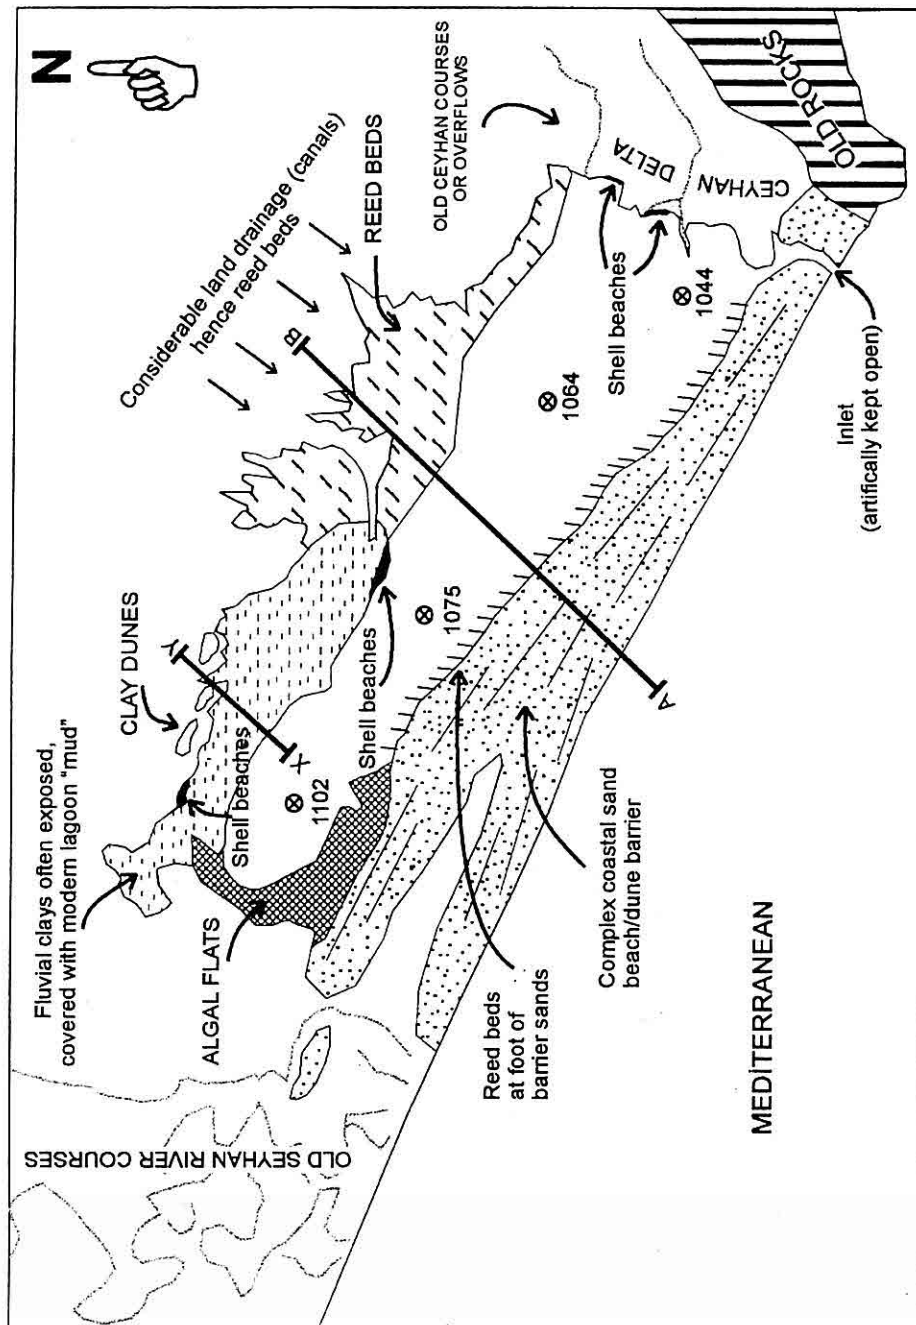 N
Considerable land drainage (canals)
hence reed beds
OLD CEYHAN COURSES
OR OVERFLOWS
REED BEDS
DELTA
CEYHAN
OLD ROCKS
Shell beaches
1044
1064
B
Inlet
(artifically kept open)
Fluvial clays often exposed,
covered with modern lagoon "mud"
CLAY DUNES
Y
X
Shell beaches
1102
Shell beaches
1075
ALGAL FLATS
A
Reed beds
at foot of
barrier sands
Complex coastal sand
beach/dune barrier
OLD SEYHAN RIVER COURSES
MEDITERRANEAN